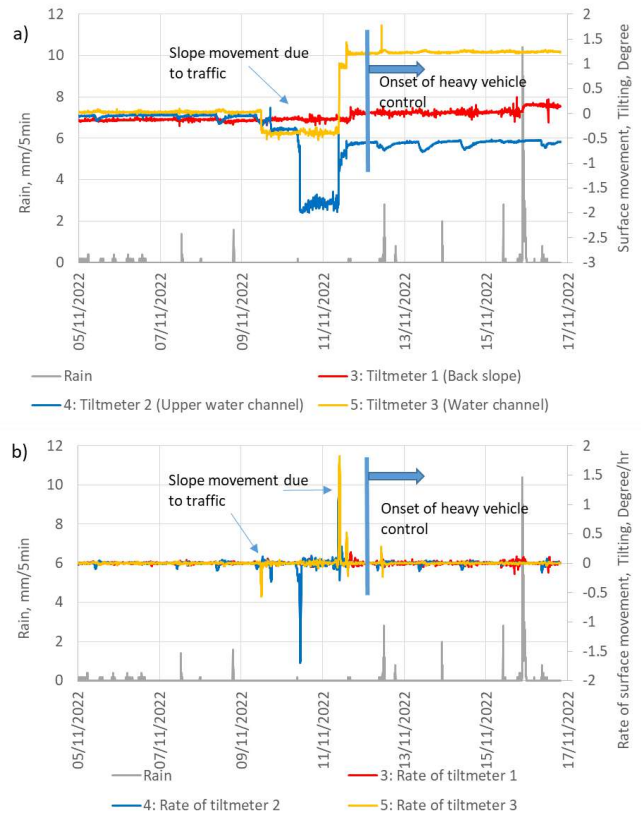 a)
12
10
8
6
4
2
0
Rain, mm/5min
Slope movement due
to traffic
Onset of heavy vehicle
control
2
1.5
1
0.5
0
-0.5
-1
-1.5
-2
-2.5
-3
Surface movement, Tilting, Degree
05/11/2022
07/11/2022
09/11/2022
11/11/2022
13/11/2022
15/11/2022
17/11/2022
Rain
3: Tiltmeter 1 (Back slope)
4: Tiltmeter 2 (Upper water channel)
5: Tiltmeter 3 (Water channel)
b)
12
10
8
6
4
2
0
Rain, mm/5min
Slope movement due
to traffic
Onset of heavy vehicle
control
2
1.5
1
0.5
0
-0.5
-1
-1.5
-2
Rate of surface movement, Tilting, Degree/hr
05/11/2022
07/11/2022
09/11/2022
11/11/2022
13/11/2022
15/11/2022
17/11/2022
Rain
3: Rate of tiltmeter 1
4: Rate of tiltmeter 2
5: Rate of tiltmeter 3